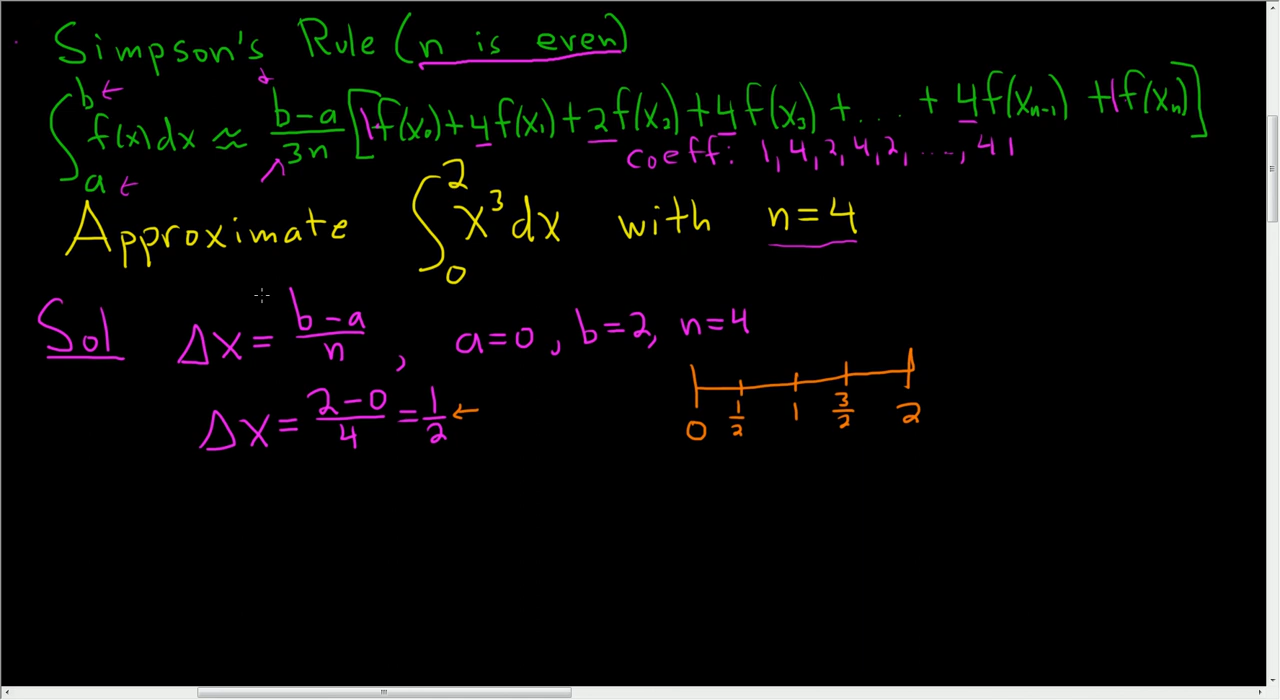 Simpson's Rule (n is even)
∫_a^b f(x)dx ≈ (b-a)/(3n) [1f(x₀)+4f(x₁)+2f(x₂)+4f(x₃)+...+4f(xₙ₋₁)+1f(xₙ)]
coeff: 1,4,2,4,2,...,4 1
Approximate ∫_0^2 x³dx with n=4
Sol Δx = (b-a)/n, a=0, b=2, n=4
Δx = (2-0)/4 = 1/2 ←
0 1/2 1 3/2 2